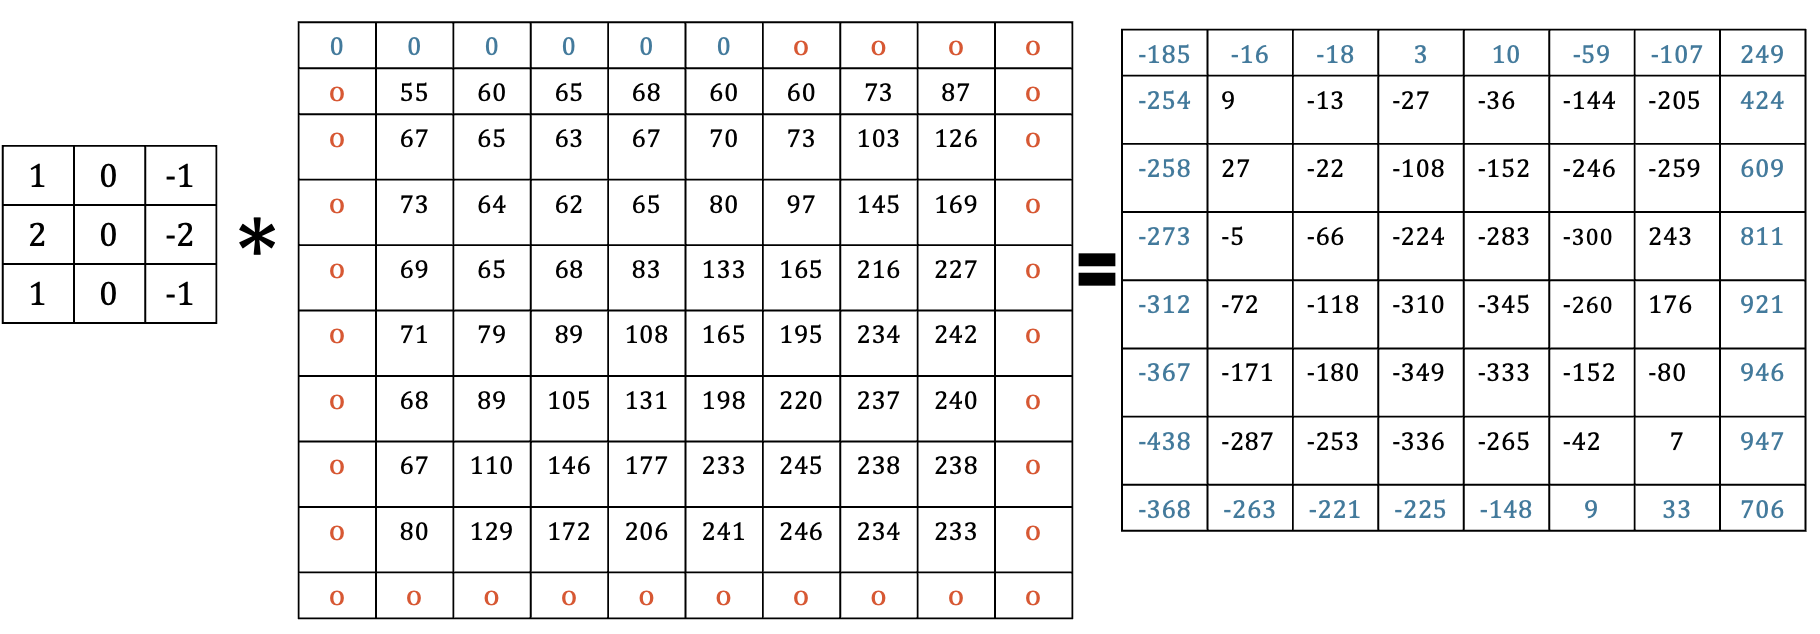 1 0 -1
2 0 -2
1 0 -1
*
0 0 0 0 0 0 o o o o
o 55 60 65 68 60 60 73 87 o
o 67 65 63 67 70 73 103 126 o
o 73 64 62 65 80 97 145 169 o
o 69 65 68 83 133 165 216 227 o
o 71 79 89 108 165 195 234 242 o
o 68 89 105 131 198 220 237 240 o
o 67 110 146 177 233 245 238 238 o
o 80 129 172 206 241 246 234 233 o
o o o o o o o o o o
=
-185 -16 -18 3 10 -59 -107 249
-254 9 -13 -27 -36 -144 -205 424
-258 27 -22 -108 -152 -246 -259 609
-273 -5 -66 -224 -283 -300 243 811
-312 -72 -118 -310 -345 -260 176 921
-367 -171 -180 -349 -333 -152 -80 946
-438 -287 -253 -336 -265 -42 7 947
-368 -263 -221 -225 -148 9 33 706